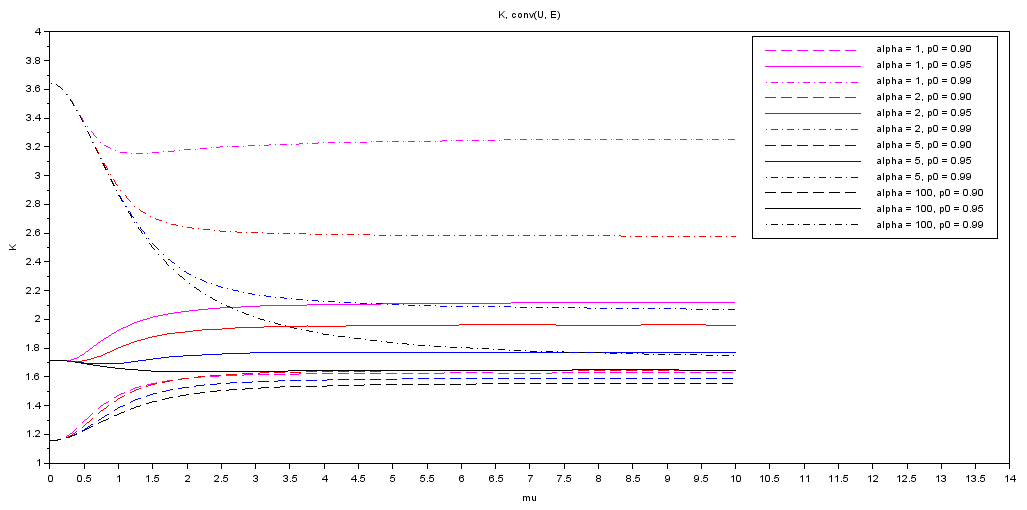 K, conv(U, E)
4
3.8
3.6
3.4
3.2
3
2.8
2.6
2.4
2.2
2
1.8
1.6
1.4
1.2
1
K
0 0.5 1 1.5 2 2.5 3 3.5 4 4.5 5 5.5 6 6.5 7 7.5 8 8.5 9 9.5 10 10.5 11 11.5 12 12.5 13 13.5 14
mu
alpha = 1, p0 = 0.90
alpha = 1, p0 = 0.95
alpha = 1, p0 = 0.99
alpha = 2, p0 = 0.90
alpha = 2, p0 = 0.95
alpha = 2, p0 = 0.99
alpha = 5, p0 = 0.90
alpha = 5, p0 = 0.95
alpha = 5, p0 = 0.99
alpha = 100, p0 = 0.90
alpha = 100, p0 = 0.95
alpha = 100, p0 = 0.99